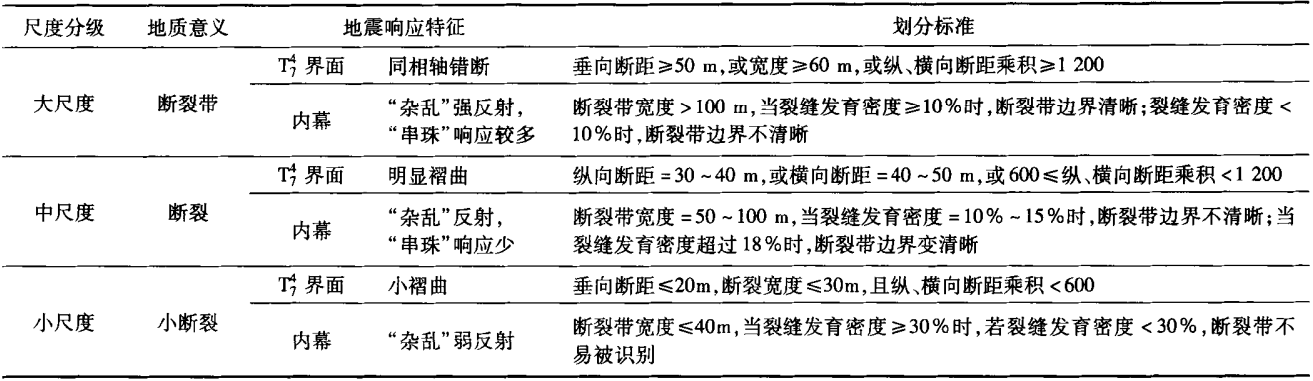 尺度分级 地质意义 地震响应特征 划分标准
大尺度 断裂带 T₇⁴ 界面 同相轴错断 垂向断距≥50 m,或宽度≥60 m,或纵、横向断距乘积≥1 200
内幕 “杂乱”强反射, “串珠”响应较多 断裂带宽度>100 m,当裂缝发育密度≥10%时,断裂带边界清晰;裂缝发育密度<
10%时,断裂带边界不清晰
中尺度 断裂 T₇⁴ 界面 明显褶曲 纵向断距=30~40 m,或横向断距=40~50 m,或600≤纵、横向断距乘积<1 200
内幕 “杂乱”反射, “串珠”响应少 断裂带宽度=50~100 m,当裂缝发育密度=10%~15%时,断裂带边界不清晰;当
裂缝发育密度超过18%时,断裂带边界变清晰
小尺度 小断裂 T₇⁴ 界面 小褶曲 垂向断距≤20m,断裂宽度≤30m,且纵、横向断距乘积<600
内幕 “杂乱”弱反射 断裂带宽度≤40m,当裂缝发育密度≥30%时,若裂缝发育密度<30%,断裂带不
易被识别